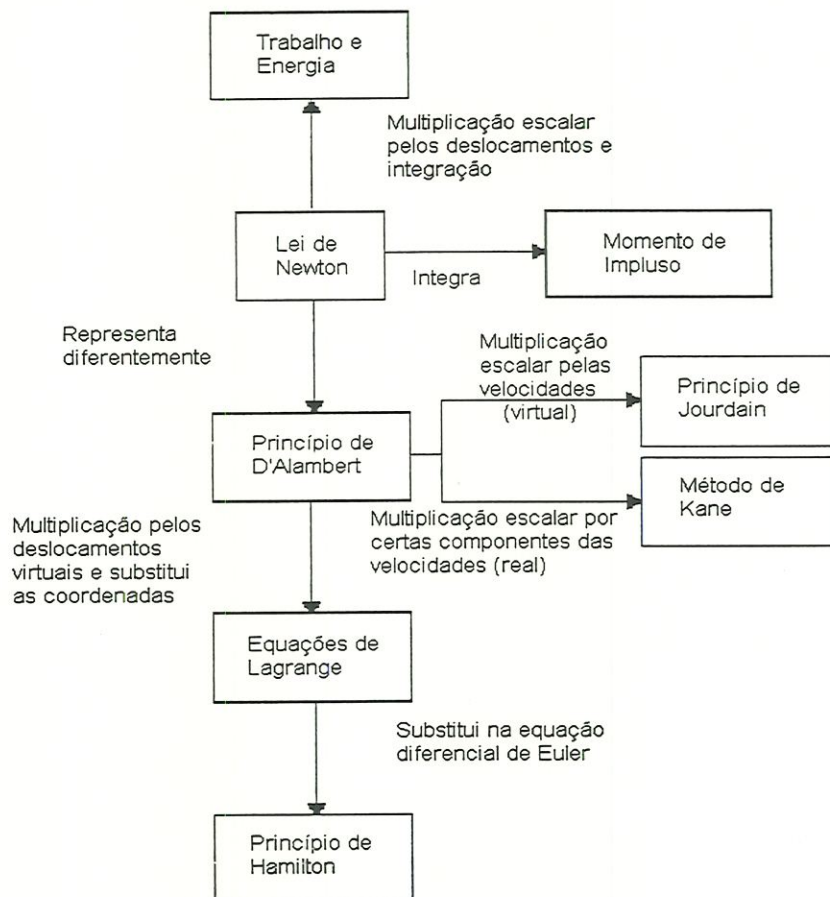 Trabalho e
Energia
Multiplicação escalar
pelos deslocamentos e
integração
Lei de
Newton
Integra
Momento de
Impluso
Representa
diferentemente
Multiplicação
escalar pelas
velocidades
(virtual)
Princípio de
Jourdain
Princípio de
D'Alambert
Método de
Kane
Multiplicação escalar por
certas componentes das
velocidades (real)
Multiplicação pelos
deslocamentos
virtuais e substitui
as coordenadas
Equações de
Lagrange
Substitui na equação
diferencial de Euler
Princípio de
Hamilton